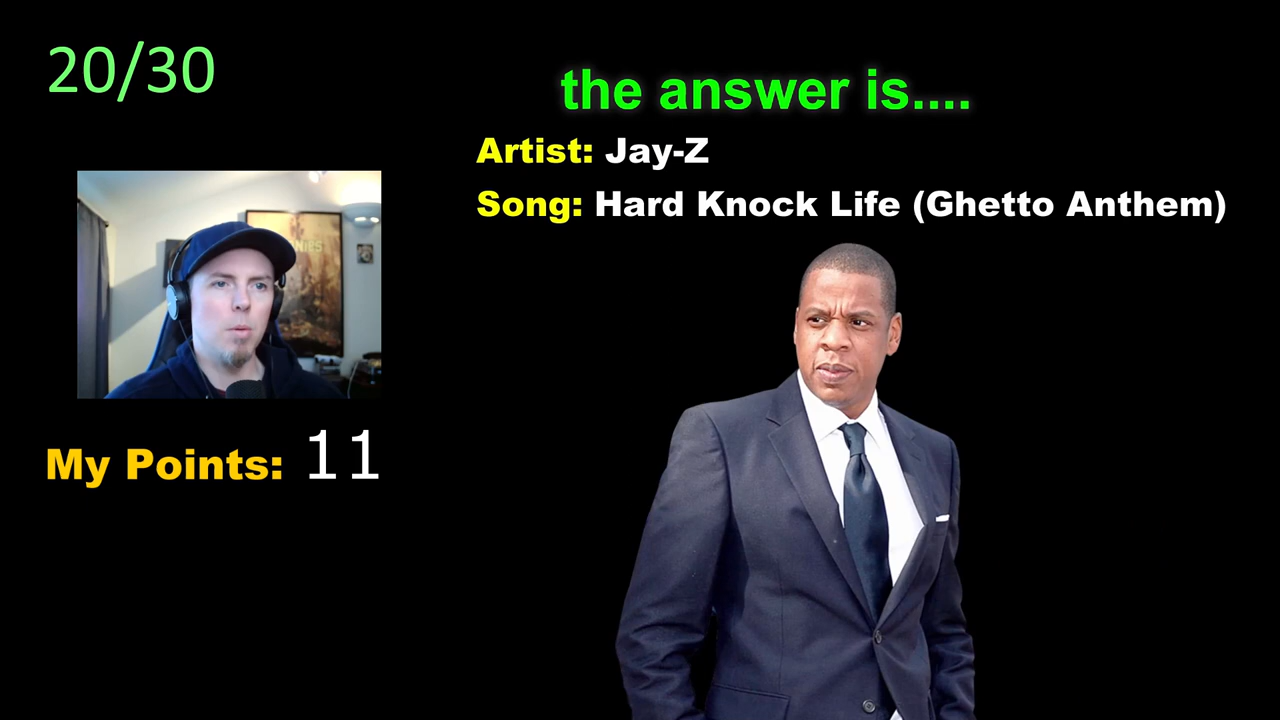 20/30
the answer is....
Artist: Jay-Z
Song: Hard Knock Life (Ghetto Anthem)
My Points: 11